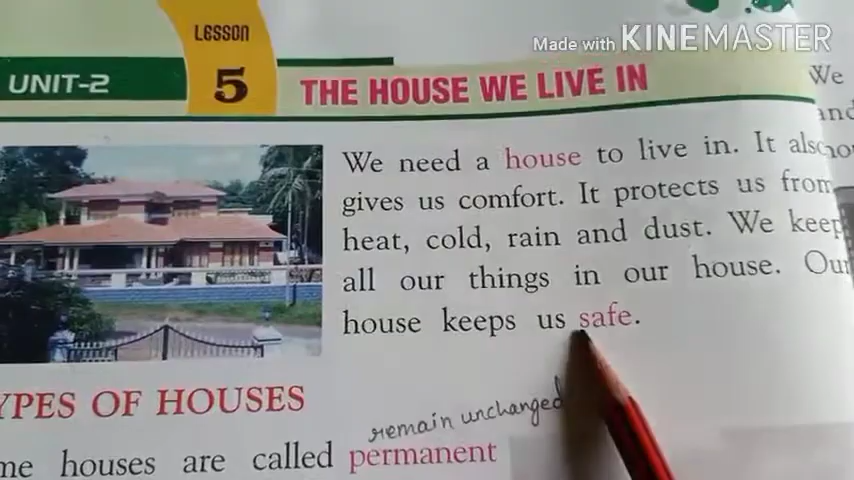 Made with KINEMASTER
LESSON
5
UNIT-2
THE HOUSE WE LIVE IN
We
We need a house to live in. It also
gives us comfort. It protects us from
heat, cold, rain and dust. We keep
all our things in our house. Our
house keeps us safe.
YPES OF HOUSES
remain unchanged
me houses are called permanent